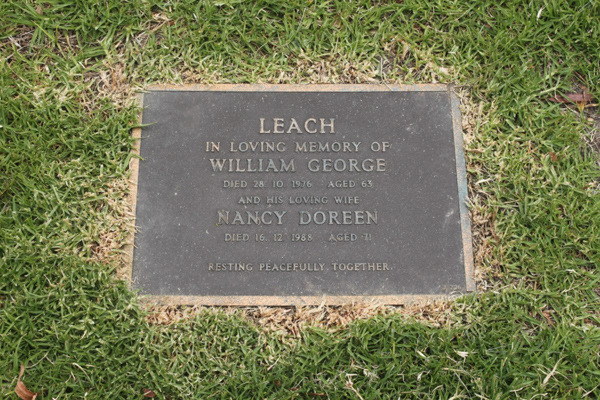 LEACH
IN LOVING MEMORY OF
WILLIAM GEORGE
DIED 28. 10. 1976 AGED 63
AND HIS LOVING WIFE
NANCY DOREEN
DIED 16. 12. 1988 AGED 71
RESTING PEACEFULLY TOGETHER.